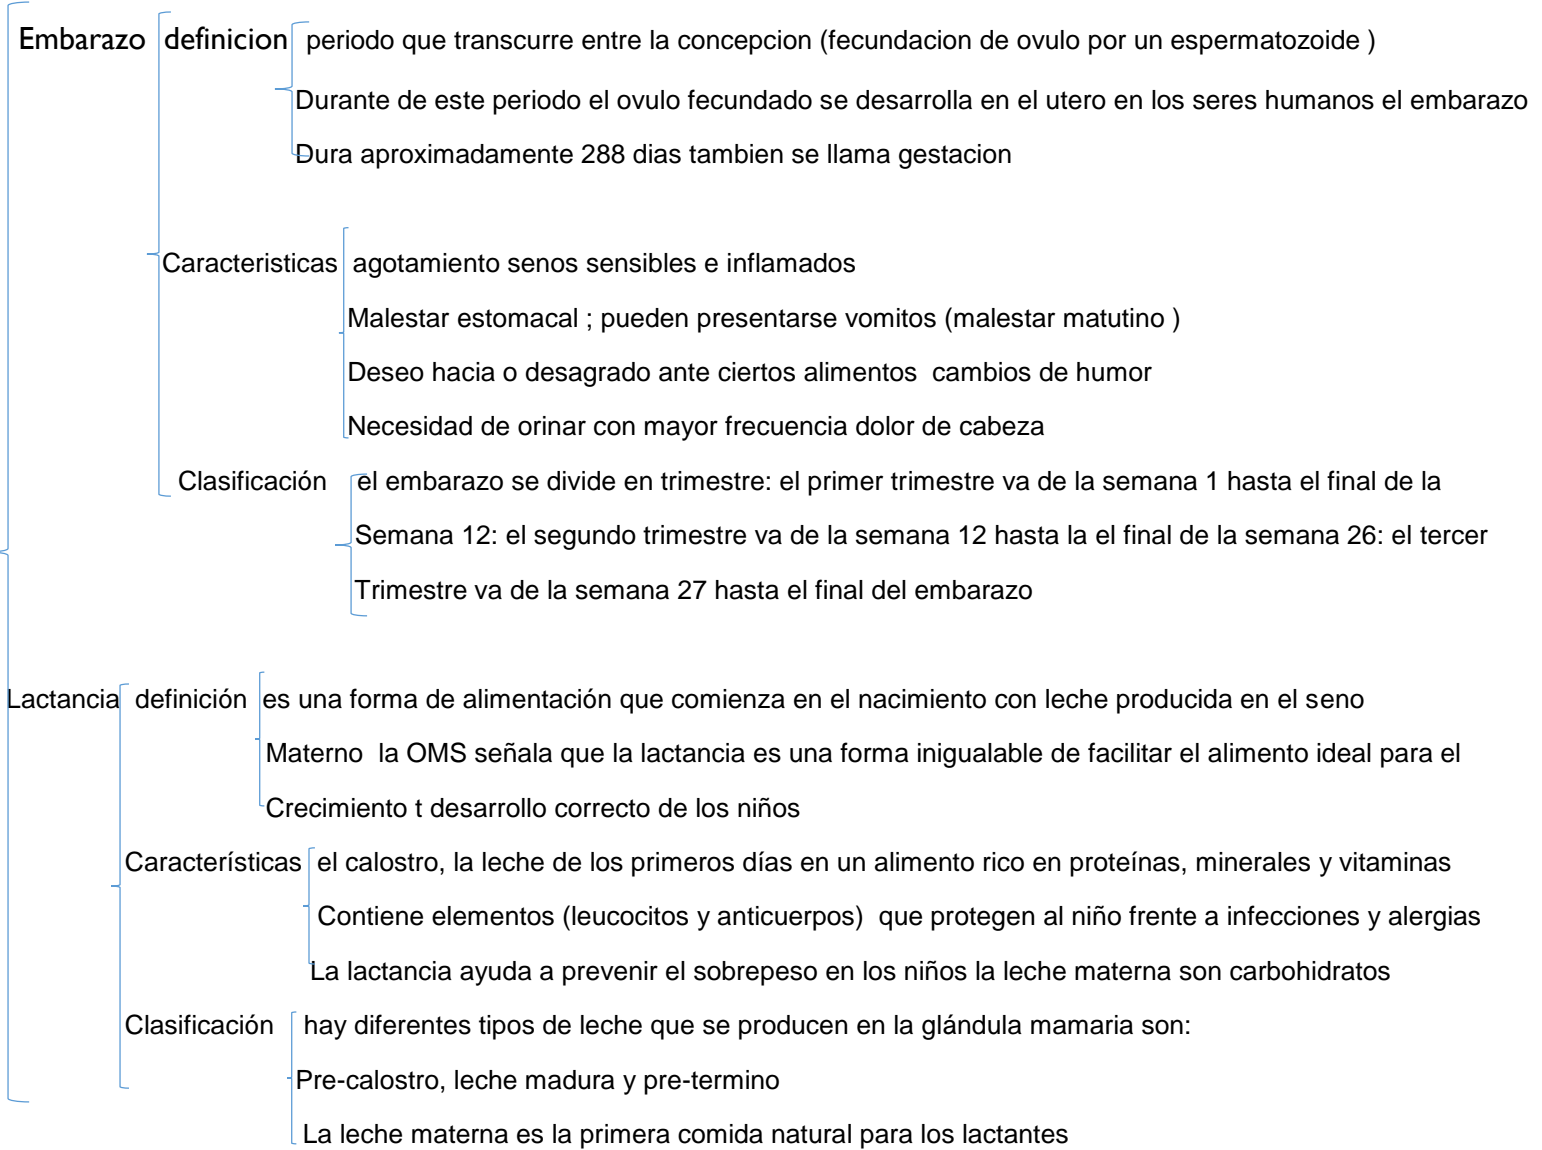 Embarazo definicion periodo que transcurre entre la concepcion (fecundacion de ovulo por un espermatozoide )
Durante de este periodo el ovulo fecundado se desarrolla en el utero en los seres humanos el embarazo
Dura aproximadamente 288 dias tambien se llama gestacion
Caracteristicas agotamiento senos sensibles e inflamados
Malestar estomacal ; pueden presentarse vomitos (malestar matutino )
Deseo hacia o desagrado ante ciertos alimentos cambios de humor
Necesidad de orinar con mayor frecuencia dolor de cabeza
Clasificación el embarazo se divide en trimestre: el primer trimestre va de la semana 1 hasta el final de la
Semana 12: el segundo trimestre va de la semana 12 hasta la el final de la semana 26: el tercer
Trimestre va de la semana 27 hasta el final del embarazo
Lactancia definición es una forma de alimentación que comienza en el nacimiento con leche producida en el seno
Materno la OMS señala que la lactancia es una forma inigualable de facilitar el alimento ideal para el
Crecimiento t desarrollo correcto de los niños
Características el calostro, la leche de los primeros días en un alimento rico en proteínas, minerales y vitaminas
Contiene elementos (leucocitos y anticuerpos) que protegen al niño frente a infecciones y alergias
La lactancia ayuda a prevenir el sobrepeso en los niños la leche materna son carbohidratos
Clasificación hay diferentes tipos de leche que se producen en la glándula mamaria son:
Pre-calostro, leche madura y pre-termino
La leche materna es la primera comida natural para los lactantes